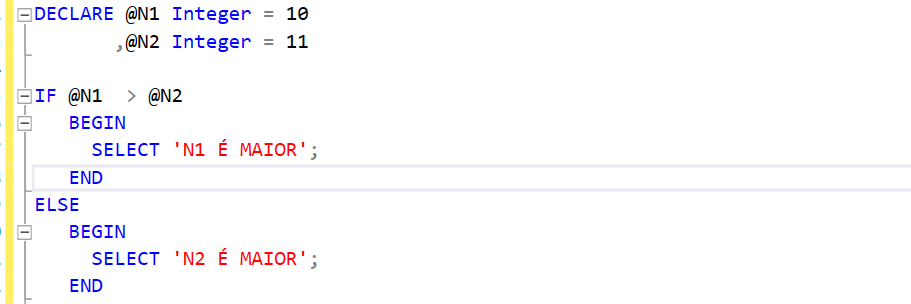 DECLARE @N1 Integer = 10
,@N2 Integer = 11
IF @N1 > @N2
BEGIN
SELECT 'N1 É MAIOR';
END
ELSE
BEGIN
SELECT 'N2 É MAIOR';
END